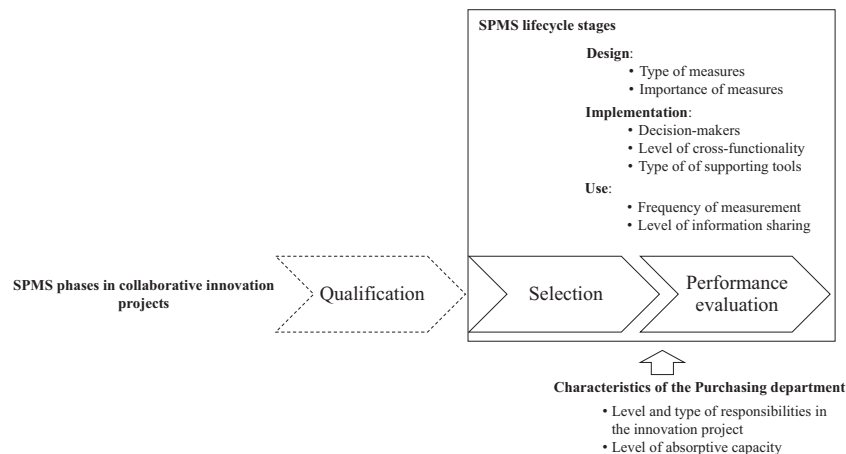 SPMS lifecycle stages
Design:
• Type of measures
• Importance of measures
Implementation:
• Decision-makers
• Level of cross-functionality
• Type of of supporting tools
Use:
• Frequency of measurement
• Level of information sharing
SPMS phases in collaborative innovation
projects
Qualification
Selection
Performance
evaluation
Characteristics of the Purchasing department
• Level and type of responsibilities in
the innovation project
• Level of absorptive capacity